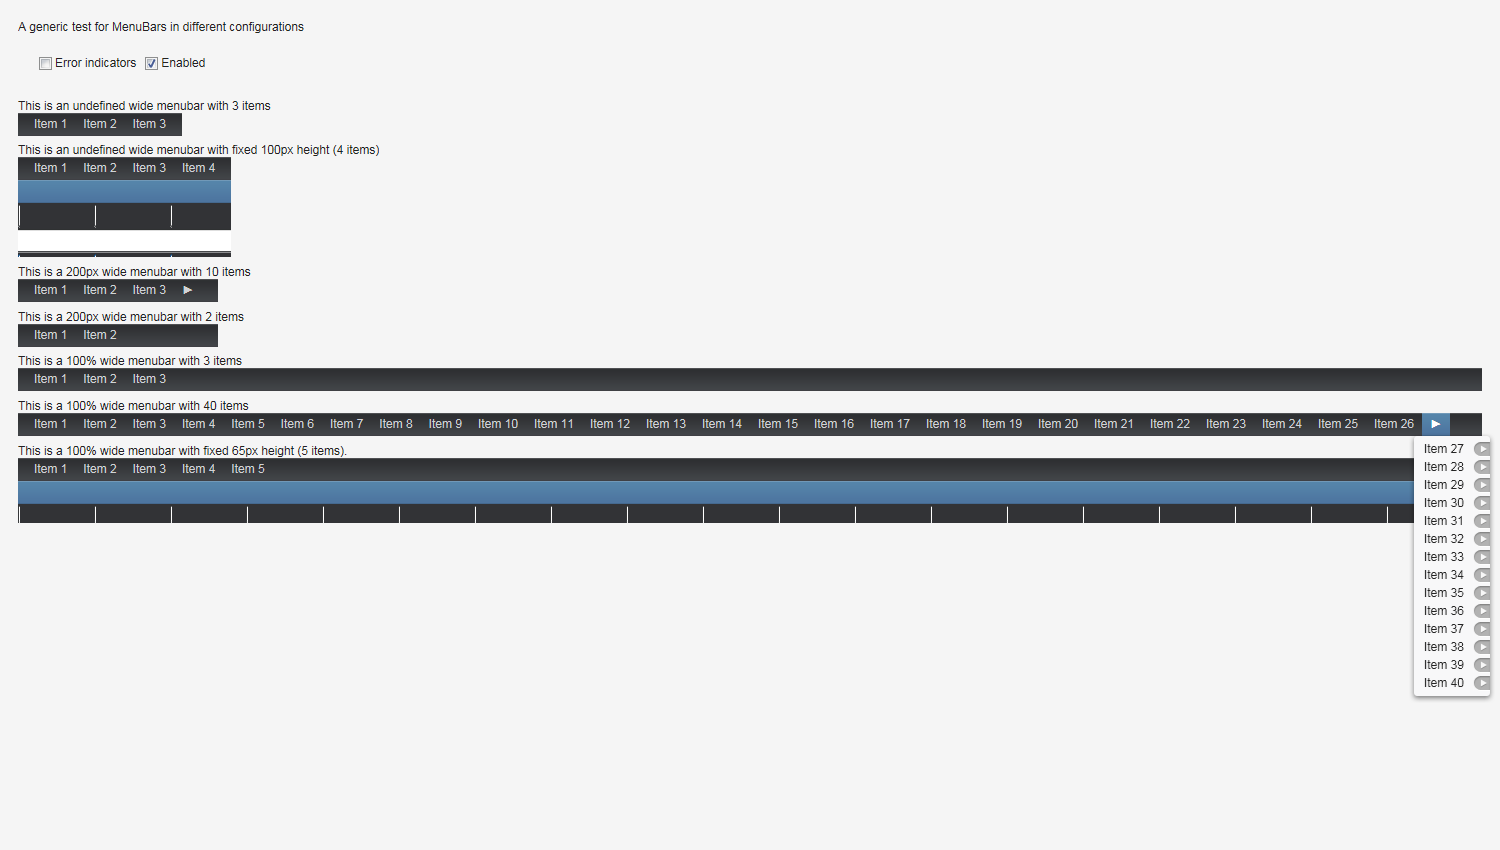 A generic test for MenuBars in different configurations
Error indicators Enabled
This is an undefined wide menubar with 3 items
Item 1 Item 2 Item 3
This is an undefined wide menubar with fixed 100px height (4 items)
Item 1 Item 2 Item 3 Item 4
This is a 200px wide menubar with 10 items
Item 1 Item 2 Item 3
This is a 200px wide menubar with 2 items
Item 1 Item 2
This is a 100% wide menubar with 3 items
Item 1 Item 2 Item 3
This is a 100% wide menubar with 40 items
Item 1 Item 2 Item 3 Item 4 Item 5 Item 6 Item 7 Item 8 Item 9 Item 10 Item 11 Item 12 Item 13 Item 14 Item 15 Item 16 Item 17 Item 18 Item 19 Item 20 Item 21 Item 22 Item 23 Item 24 Item 25 Item 26
This is a 100% wide menubar with fixed 65px height (5 items).
Item 1 Item 2 Item 3 Item 4 Item 5
Item 27
Item 28
Item 29
Item 30
Item 31
Item 32
Item 33
Item 34
Item 35
Item 36
Item 37
Item 38
Item 39
Item 40